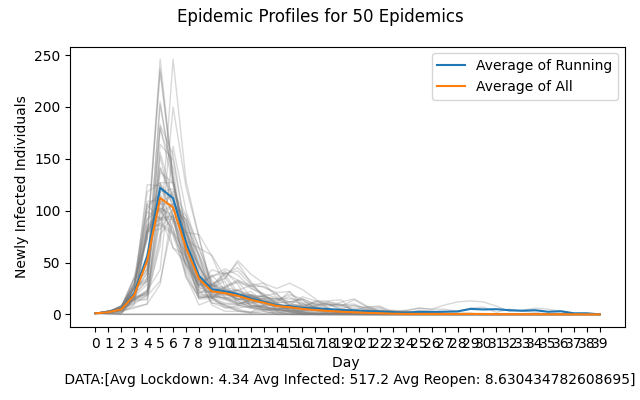 Epidemic Profiles for 50 Epidemics
Average of Running
Average of All
Newly Infected Individuals
250
200
150
100
50
0
0 1 2 3 4 5 6 7 8 9 10 11 12 13 14 15 16 17 18 19 20 21 22 23 24 25 26 27 28 29 30 31 32 33 34 35 36 37 38 39
Day
DATA:[Avg Lockdown: 4.34 Avg Infected: 517.2 Avg Reopen: 8.630434782608695]